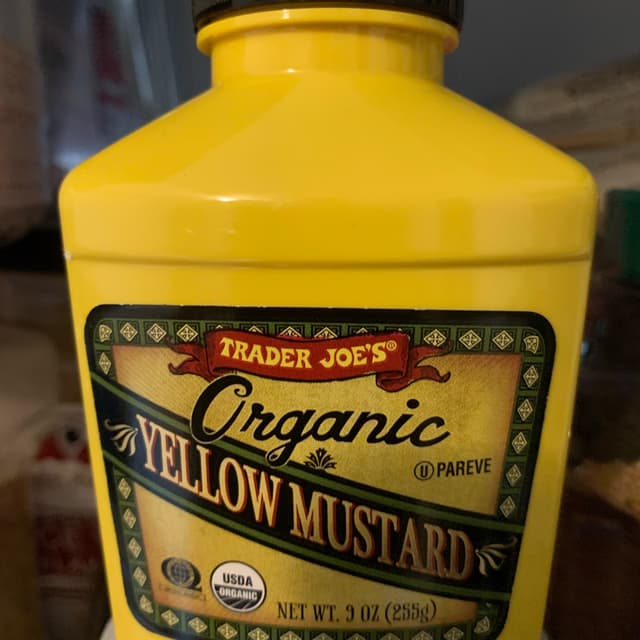 TRADER JOE'S®
Organic
Ⓤ PAREVE
YELLOW MUSTARD
USDA
ORGANIC
NET WT. 9 OZ (255g)